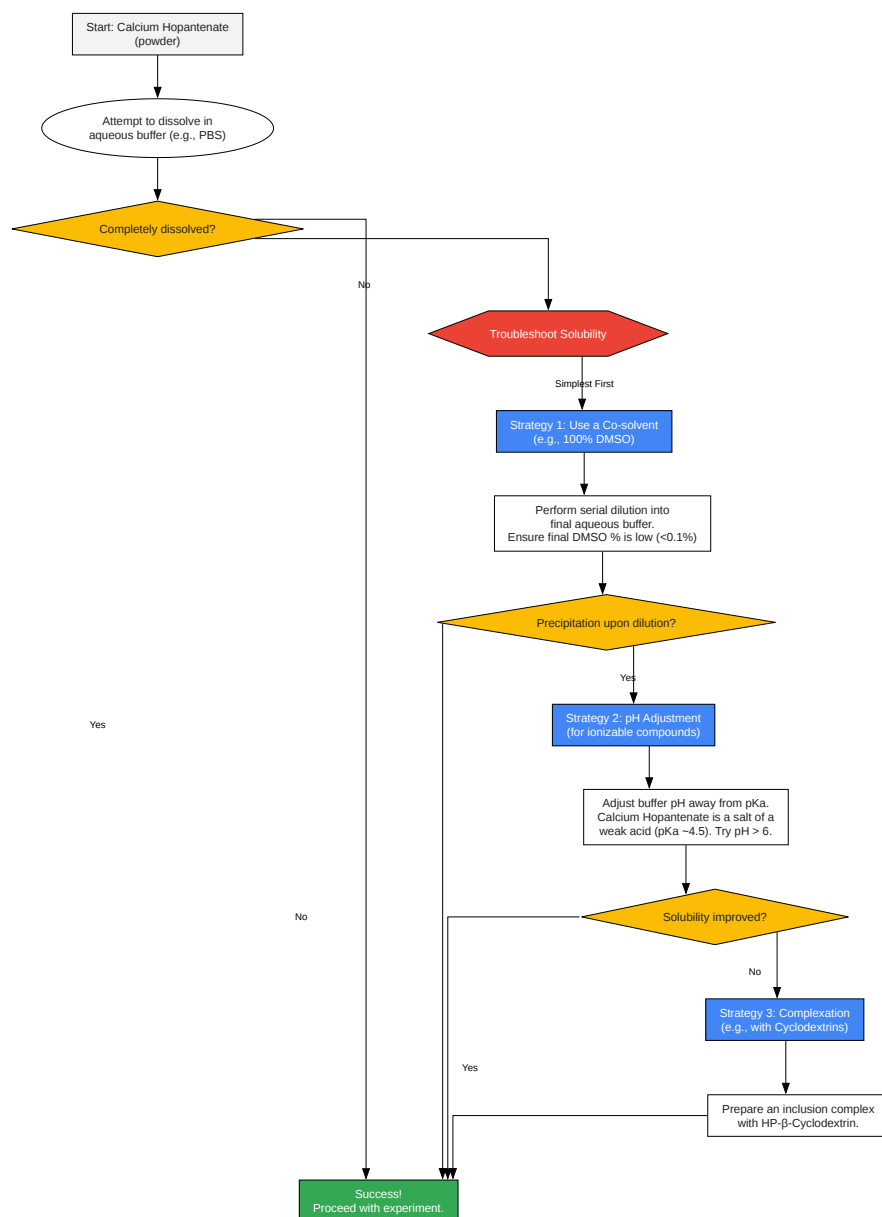 Start: Calcium Hopantenate
(powder)
Attempt to dissolve in
aqueous buffer (e.g., PBS)
Completely dissolved?
No
Troubleshoot Solubility
Simplest First
Strategy 1: Use a Co-solvent
(e.g., 100% DMSO)
Perform serial dilution into
final aqueous buffer.
Ensure final DMSO % is low (<0.1%)
Precipitation upon dilution?
Yes
Strategy 2: pH Adjustment
(for ionizable compounds)
Yes
Adjust buffer pH away from pKa.
Calcium Hopantenate is a salt of a
weak acid (pKa ~4.5). Try pH > 6.
No
Solubility improved?
No
Strategy 3: Complexation
(e.g., with Cyclodextrins)
Yes
Prepare an inclusion complex
with HP-β-Cyclodextrin.
Success!
Proceed with experiment.